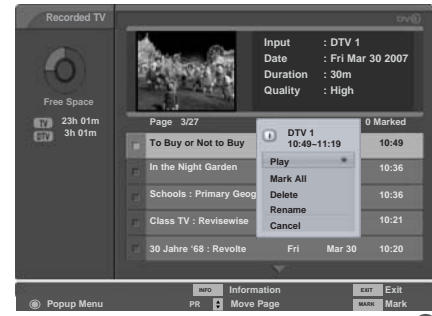 Recorded TV
DVR
Input : DTV 1
Date : Fri Mar 30 2007
Duration : 30m
Quality : High
Free Space
TV 23h 01m
DTV 3h 01m
Page 3/27
0 Marked
To Buy or Not to Buy 10:49
In the Night Garden 10:36
Schools : Primary Geog 10:36
Class TV : Revisewise 10:21
30 Jahre ‘68 : Revolte Fri Mar 30 10:20
DTV 1
10:49~11:19
Play
Mark All
Delete
Rename
Cancel
INFO Information EXIT Exit
Popup Menu PR Move Page MARK Mark